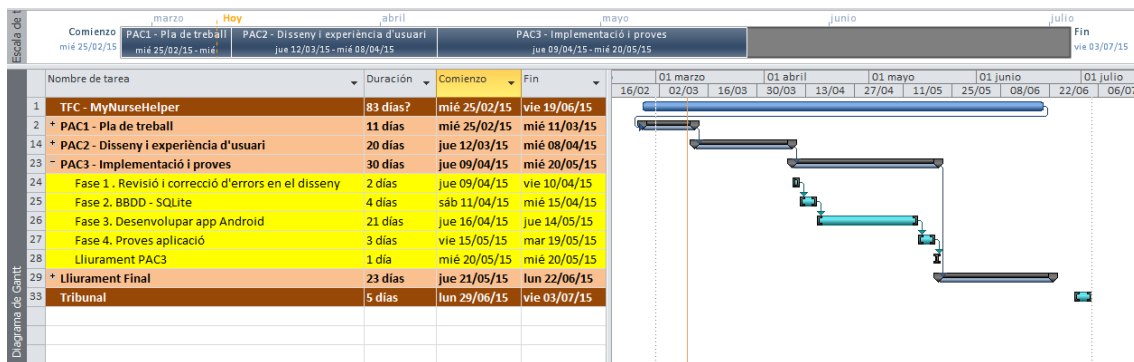 Escala de t
marzo Hoy abril mayo junio julio
Comienzo
mié 25/02/15
PAC1 - Pla de treball
mié 25/02/15 - mié
PAC2 - Disseny i experiència d'usuari
jue 12/03/15 - mié 08/04/15
PAC3 - Implementació i proves
jue 09/04/15 - mié 20/05/15
Fin
vie 03/07/15
Nombre de tarea Duración Comienzo Fin
01 marzo 01 abril 01 mayo 01 junio 01 julio
16/02 02/03 16/03 30/03 13/04 27/04 11/05 25/05 08/06 22/06 06/07
1 TFC - MyNurseHelper 83 días? mié 25/02/15 vie 19/06/15
2 + PAC1 - Pla de treball 11 días mié 25/02/15 mié 11/03/15
14 + PAC2 - Disseny i experiència d'usuari 20 días jue 12/03/15 mié 08/04/15
23 - PAC3 - Implementació i proves 30 días jue 09/04/15 mié 20/05/15
24 Fase 1 . Revisió i correcció d'errors en el disseny 2 días jue 09/04/15 vie 10/04/15
25 Fase 2. BBDD - SQLite 4 días sáb 11/04/15 mié 15/04/15
26 Fase 3. Desenvolupar app Android 21 días jue 16/04/15 jue 14/05/15
27 Fase 4. Proves aplicació 3 días vie 15/05/15 mar 19/05/15
28 Lliurament PAC3 1 día mié 20/05/15 mié 20/05/15
29 + Lliurament Final 23 días jue 21/05/15 lun 22/06/15
33 Tribunal 5 días lun 29/06/15 vie 03/07/15
Diagrama de Gantt